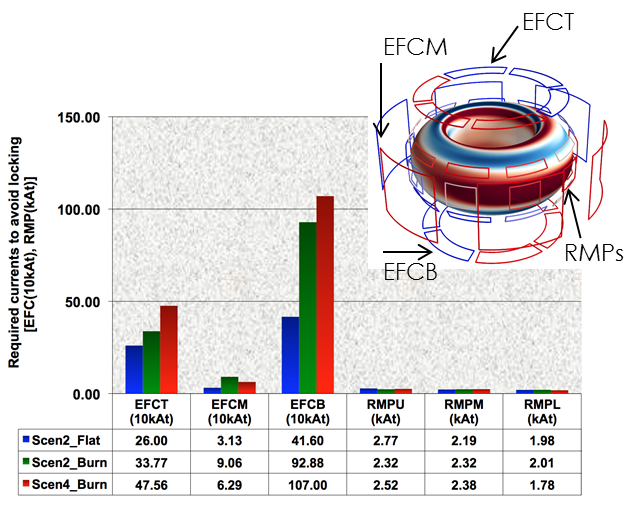 EFCT
EFCM
RMPs
EFCB
Required currents to avoid locking
[EFC(10kAt), RMP(kAt)]
150.00
100.00
50.00
0.00
EFCT (10kAt) EFCM (10kAt) EFCB (10kAt) RMPU (kAt) RMPM (kAt) RMPL (kAt)
Scen2_Flat 26.00 3.13 41.60 2.77 2.19 1.98
Scen2_Burn 33.77 9.06 92.88 2.32 2.32 2.01
Scen4_Burn 47.56 6.29 107.00 2.52 2.38 1.78